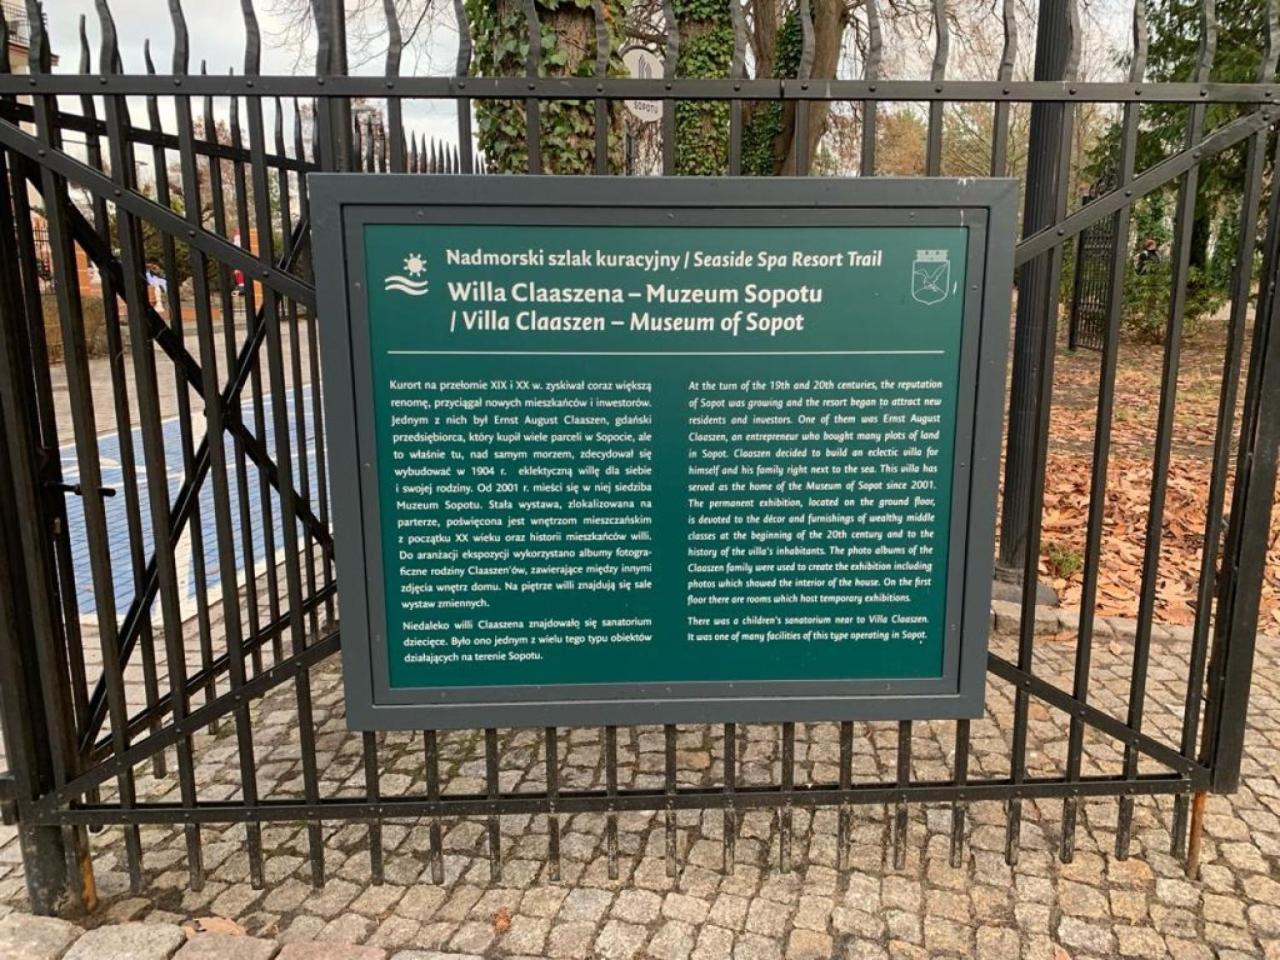 SOPOTU
Nadmorski szlak kuracyjny / Seaside Spa Resort Trail
Willa Claaszena – Muzeum Sopotu
/ Villa Claaszen – Museum of Sopot
Kurort na przełomie XIX i XX w. zyskiwał coraz większą
renomę, przyciągał nowych mieszkańców i inwestorów.
Jednym z nich był Ernst August Claaszen, gdański
przedsiębiorca, który kupił wiele parceli w Sopocie, ale
to właśnie tu, nad samym morzem, zdecydował się
wybudować w 1904 r. eklektyczną willę dla siebie
i swojej rodziny. Od 2001 r. mieści się w niej siedziba
Muzeum Sopotu. Stała wystawa, zlokalizowana na
parterze, poświęcona jest wnętrzom mieszczańskim
z początku XX wieku oraz historii mieszkańców willi.
Do aranżacji ekspozycji wykorzystano albumy fotogra-
ficzne rodziny Claaszen'ów, zawierające między innymi
zdjęcia wnętrz domu. Na piętrze willi znajdują się sale
wystaw zmiennych.
Niedaleko willi Claaszena znajdowało się sanatorium
dziecięce. Było ono jednym z wielu tego typu obiektów
działających na terenie Sopotu.
At the turn of the 19th and 20th centuries, the reputation
of Sopot was growing and the resort began to attract new
residents and investors. One of them was Ernst August
Claaszen, an entrepreneur who bought many plots of land
in Sopot. Claaszen decided to build an eclectic villa for
himself and his family right next to the sea. This villa has
served as the home of the Museum of Sopot since 2001.
The permanent exhibition, located on the ground floor,
is devoted to the décor and furnishings of wealthy middle
classes at the beginning of the 20th century and to the
history of the villa's inhabitants. The photo albums of the
Claaszen family were used to create the exhibition including
photos which showed the interior of the house. On the first
floor there are rooms which host temporary exhibitions.
There was a children's sanatorium near to Villa Claaszen.
It was one of many facilities of this type operating in Sopot.